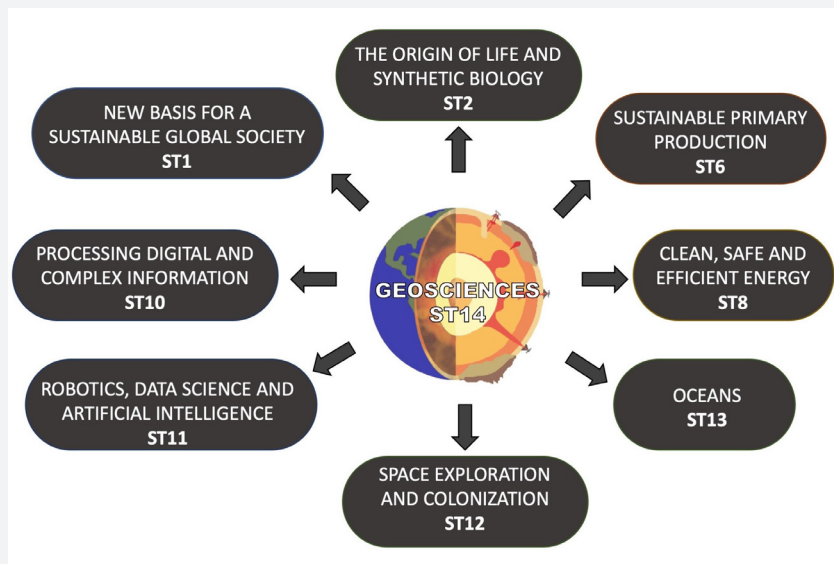 THE ORIGIN OF LIFE AND
SYNTHETIC BIOLOGY
ST2
NEW BASIS FOR A
SUSTAINABLE GLOBAL SOCIETY
ST1
SUSTAINABLE PRIMARY
PRODUCTION
ST6
PROCESSING DIGITAL AND
COMPLEX INFORMATION
ST10
GEOSCIENCES
ST14
CLEAN, SAFE AND
EFFICIENT ENERGY
ST8
ROBOTICS, DATA SCIENCE AND
ARTIFICIAL INTELLIGENCE
ST11
OCEANS
ST13
SPACE EXPLORATION
AND COLONIZATION
ST12